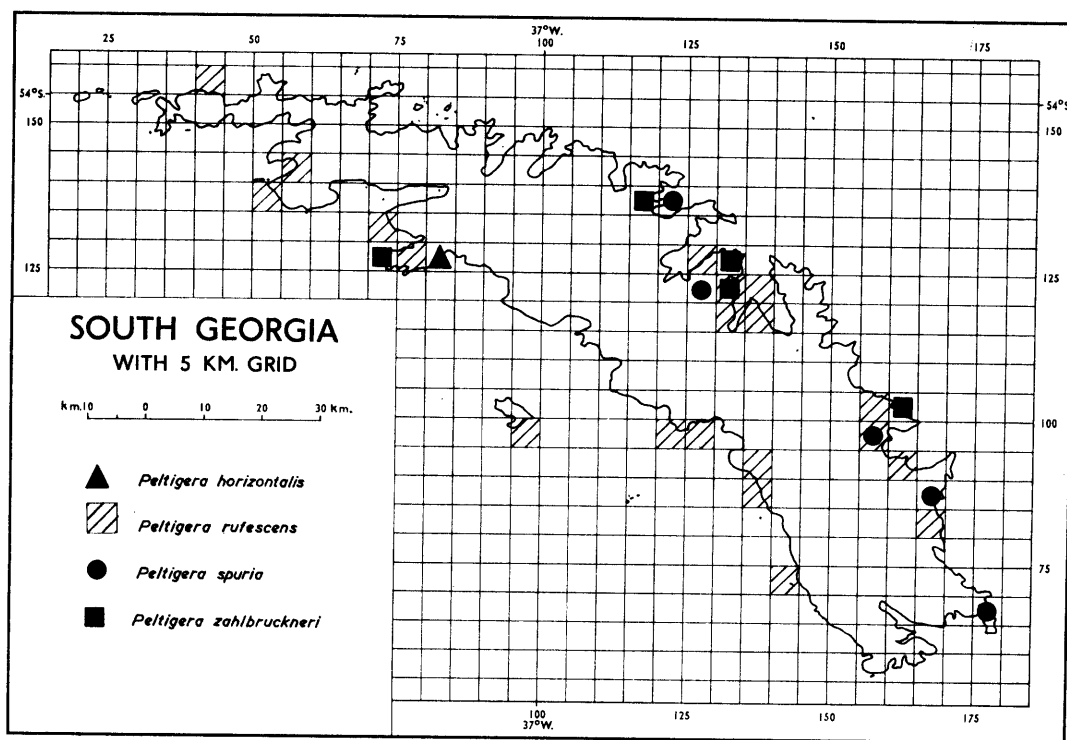 37°W.
25 50 75 100 125 150 175
54°S. 54°S
150 150
125 125
SOUTH GEORGIA
WITH 5 KM. GRID
km.10 0 10 20 30 km.
100
Peltigera horizontalis
Peltigera rufescens
Peltigera spuria
75
Peltigera zahlbruckneri
100 125 150 175
37°W.